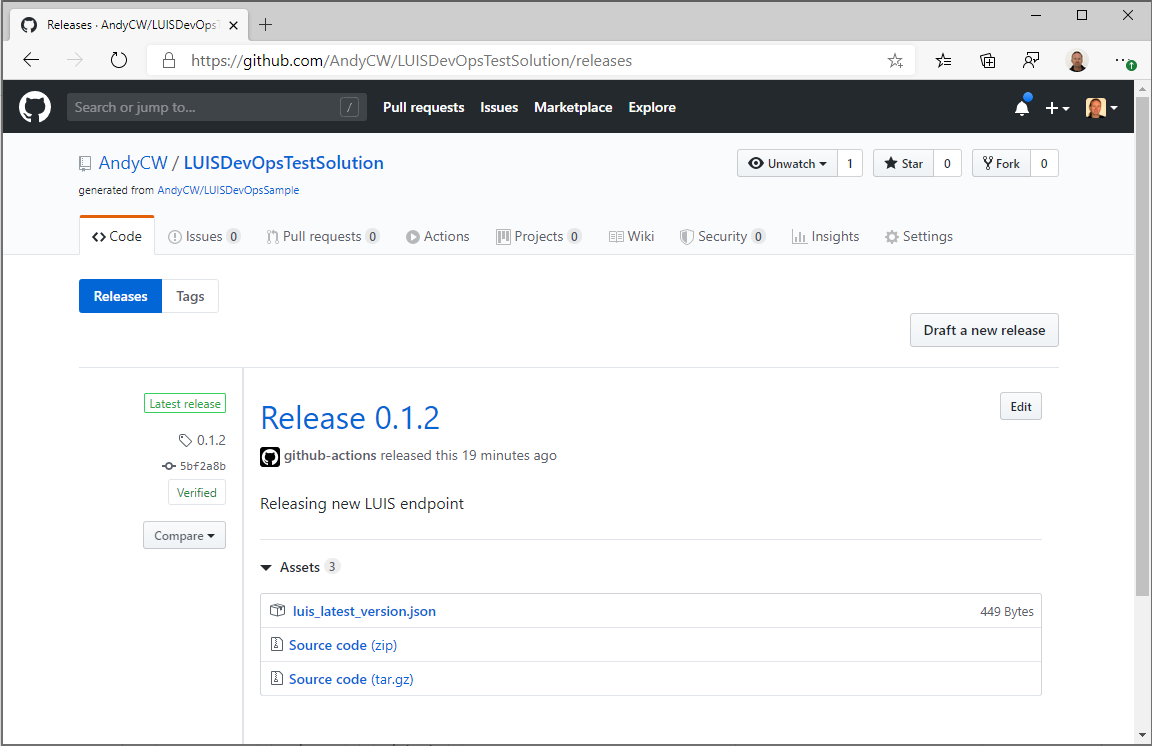 Releases · AndyCW/LUISDevOpsT
https://github.com/AndyCW/LUISDevOpsTestSolution/releases
Search or jump to... / Pull requests Issues Marketplace Explore
AndyCW / LUISDevOpsTestSolution Unwatch 1 Star 0 Fork 0
generated from AndyCW/LUISDevOpsSample
Code Issues 0 Pull requests 0 Actions Projects 0 Wiki Security 0 Insights Settings
Releases Tags
Draft a new release
Latest release
0.1.2
5bf2a8b
Verified
Compare
Release 0.1.2 Edit
github-actions released this 19 minutes ago
Releasing new LUIS endpoint
Assets 3
luis_latest_version.json 449 Bytes
Source code (zip)
Source code (tar.gz)